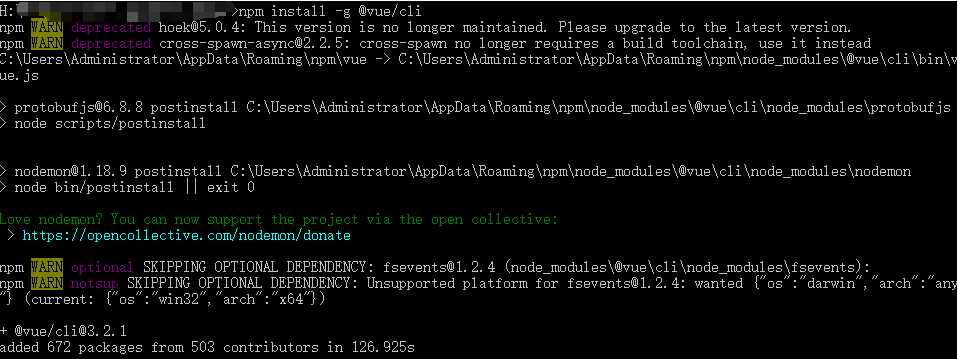 H:\>npm install -g @vue/cli
npm WARN deprecated hoek@5.0.4: This version is no longer maintained. Please upgrade to the latest version.
npm WARN deprecated cross-spawn-async@2.2.5: cross-spawn no longer requires a build toolchain, use it instead
C:\Users\Administrator\AppData\Roaming\npm\vue -> C:\Users\Administrator\AppData\Roaming\npm\node_modules\@vue\cli\bin\v
ue.js
> protobufjs@6.8.8 postinstall C:\Users\Administrator\AppData\Roaming\npm\node_modules\@vue\cli\node_modules\protobufjs
> node scripts/postinstall
> nodemon@1.18.9 postinstall C:\Users\Administrator\AppData\Roaming\npm\node_modules\@vue\cli\node_modules\nodemon
> node bin/postinstall || exit 0
Love nodemon? You can now support the project via the open collective:
> https://opencollective.com/nodemon/donate
npm WARN optional SKIPPING OPTIONAL DEPENDENCY: fsevents@1.2.4 (node_modules\@vue\cli\node_modules\fsevents):
npm WARN notsup SKIPPING OPTIONAL DEPENDENCY: Unsupported platform for fsevents@1.2.4: wanted {"os":"darwin","arch":"any
"} (current: {"os":"win32","arch":"x64"})
+ @vue/cli@3.2.1
added 672 packages from 503 contributors in 126.925s